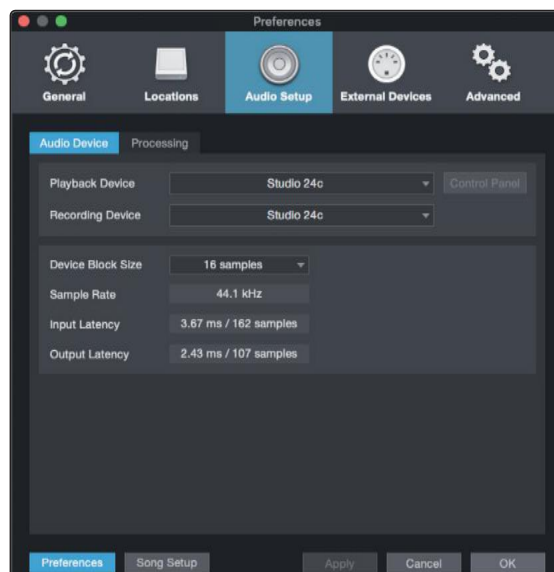 Preferences
General Locations Audio Setup External Devices Advanced
Audio Device Processing
Playback Device Studio 24c Control Panel
Recording Device Studio 24c
Device Block Size 16 samples
Sample Rate 44.1 kHz
Input Latency 3.67 ms / 162 samples
Output Latency 2.43 ms / 107 samples
Preferences Song Setup Apply Cancel OK